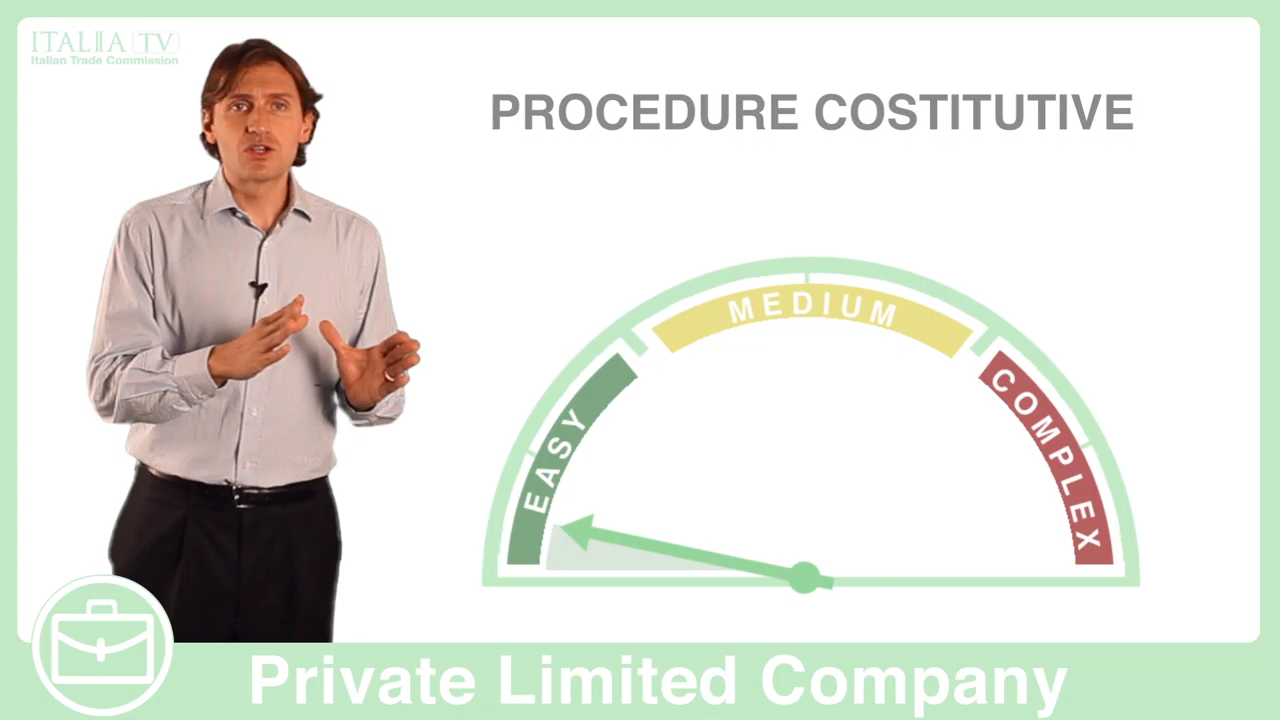 ITALIA TV
Italian Trade Commission
PROCEDURE COSTITUTIVE
EASY
MEDIUM
COMPLEX
Private Limited Company